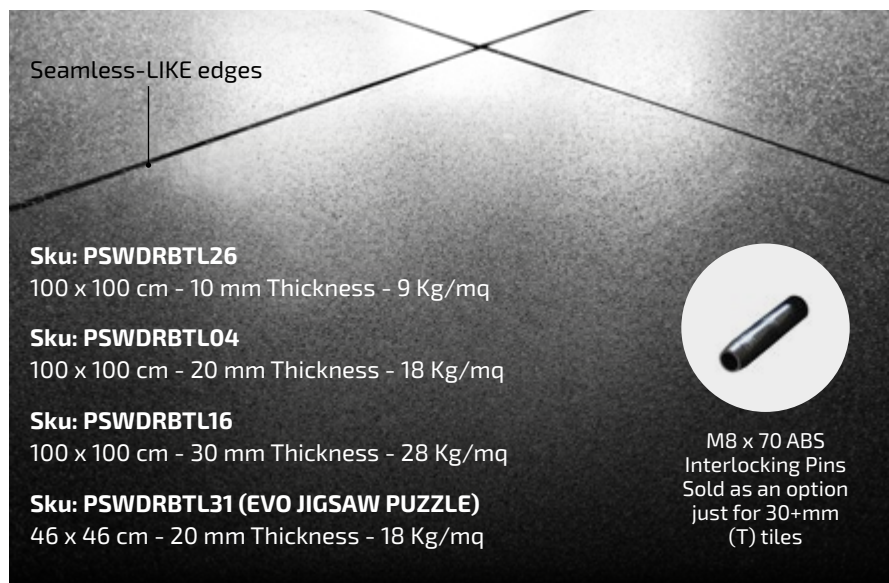 Seamless-LIKE edges
Sku: PSWDRBTL26
100 x 100 cm - 10 mm Thickness - 9 Kg/mq
Sku: PSWDRBTL04
100 x 100 cm - 20 mm Thickness - 18 Kg/mq
Sku: PSWDRBTL16
100 x 100 cm - 30 mm Thickness - 28 Kg/mq
Sku: PSWDRBTL31 (EVO JIGSAW PUZZLE)
46 x 46 cm - 20 mm Thickness - 18 Kg/mq
M8 x 70 ABS
Interlocking Pins
Sold as an option
just for 30+mm
(T) tiles